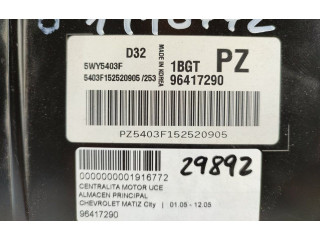 D32
5WY5403F
5403F152520905 /253
MADE IN KOREA
1BGT
PZ
96417290
PZ5403F152520905
29892
0000000001916772
CENTRALITA MOTOR UCE
ALMACEN PRINCIPAL
CHEVROLET MATIZ City | 01.05 - 12.05
96417290